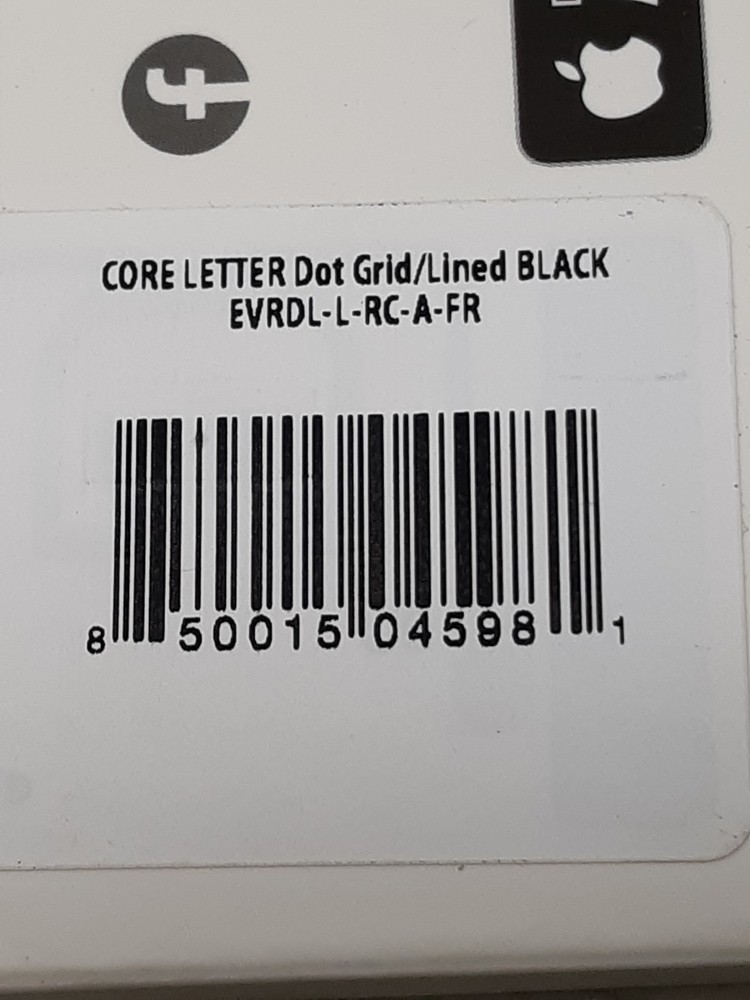 CORE LETTER Dot Grid/Lined BLACK
EVRDL-L-RC-A-FR
8 50015 04598 1